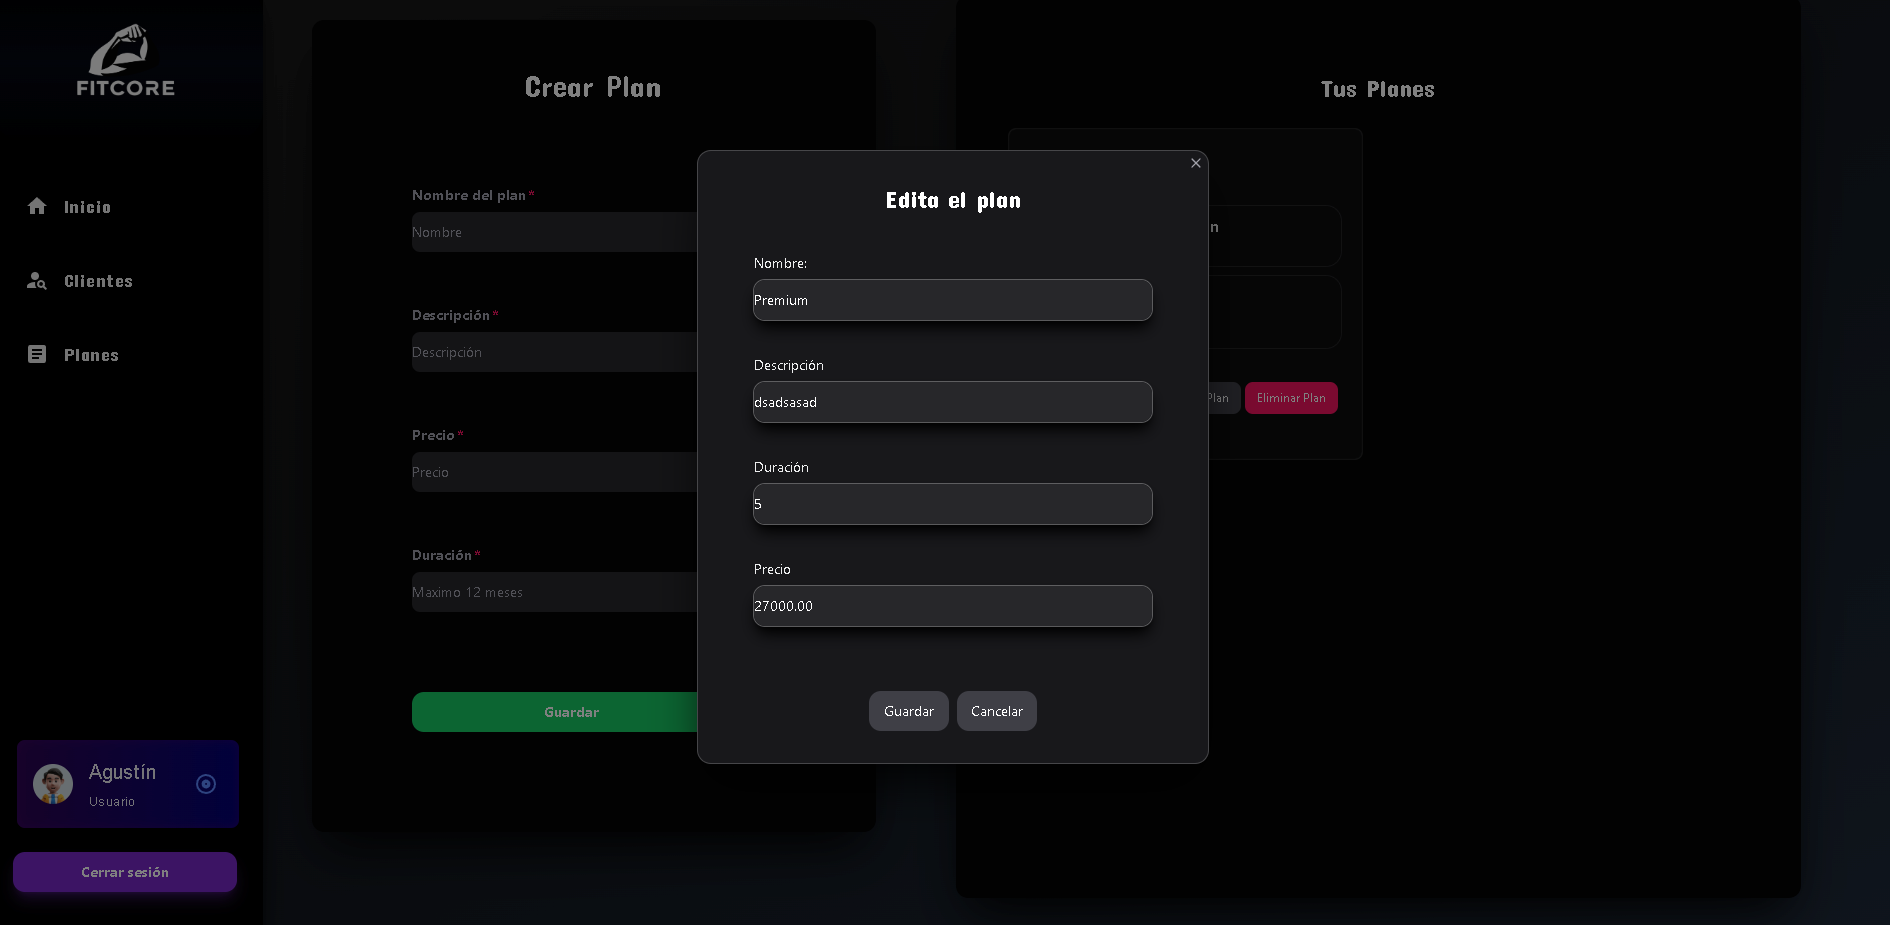 FITCORE
Inicio
Clientes
Planes
Agustín
Usuario
Cerrar sesión
Crear Plan
Nombre del plan*
Nombre
Descripción*
Descripción
Precio*
Precio
Duración*
Maximo 12 meses
Guardar
Tus Planes
n
Plan
Eliminar Plan
Edita el plan
Nombre:
Premium
Descripción
dsadsasad
Duración
5
Precio
27000.00
Guardar
Cancelar